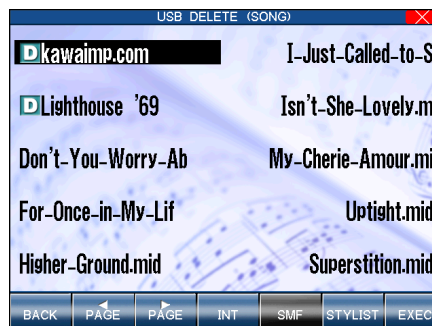 USB DELETE (SONG)
D kawaimp.com
D Lighthouse '69
Don't-You-Worry-Ab
For-Once-in-My-Lif
Higher-Ground.mid
I-Just-Called-to-S
Isn't-She-Lovely.m
My-Cherie-Amour.mi
Uptight.mid
Superstition.mid
BACK
PAGE
PAGE
INT
SMF
STYLIST
EXEC